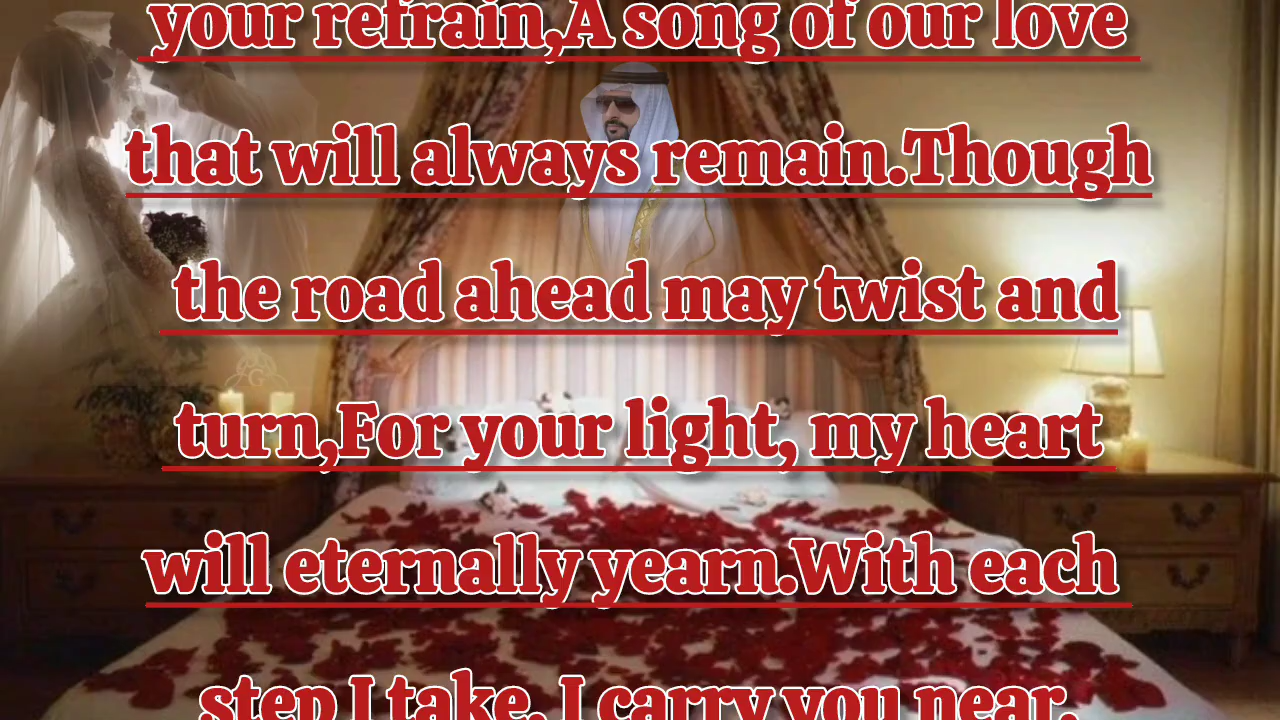 your refrain,A song of our love
that will always remain.Though
the road ahead may twist and
turn,For your light, my heart
will eternally yearn.With each
step I take, I carry you near,